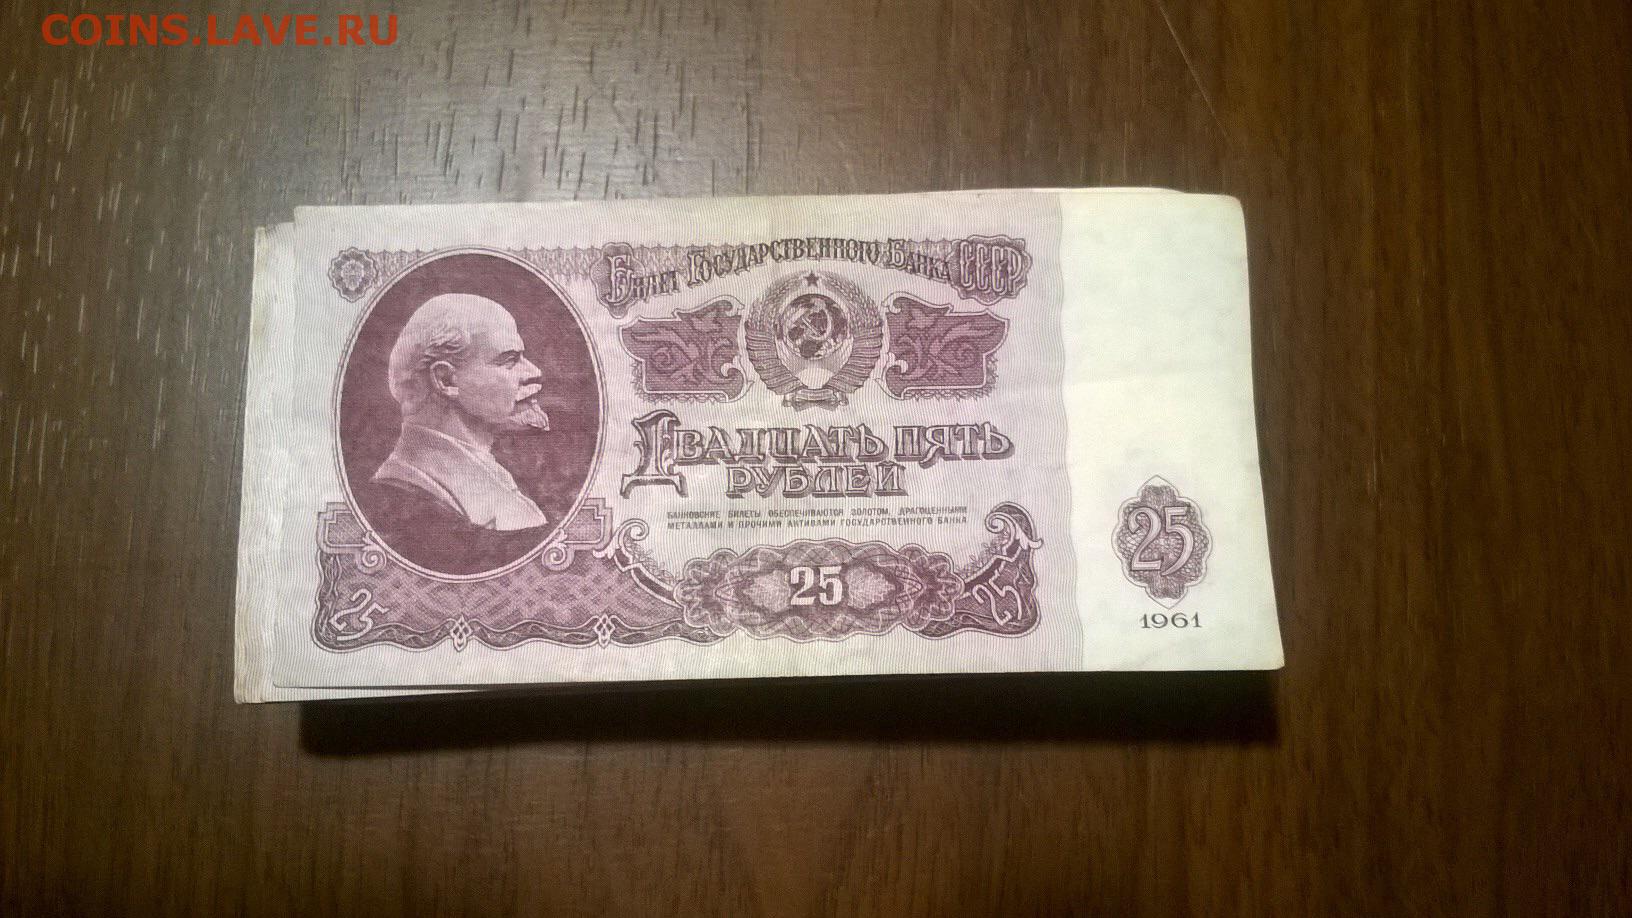 COINS.LAVE.RU
Билет Государственного Банка СССР
Двадцать пять
рублей
БАНКОВСКИЕ БИЛЕТЫ ОБЕСПЕЧИВАЮТСЯ ЗОЛОТОМ, ДРАГОЦЕННЫМИ
МЕТАЛЛАМИ И ПРОЧИМИ АКТИВАМИ ГОСУДАРСТВЕННОГО БАНКА
25
25
25
25
1961